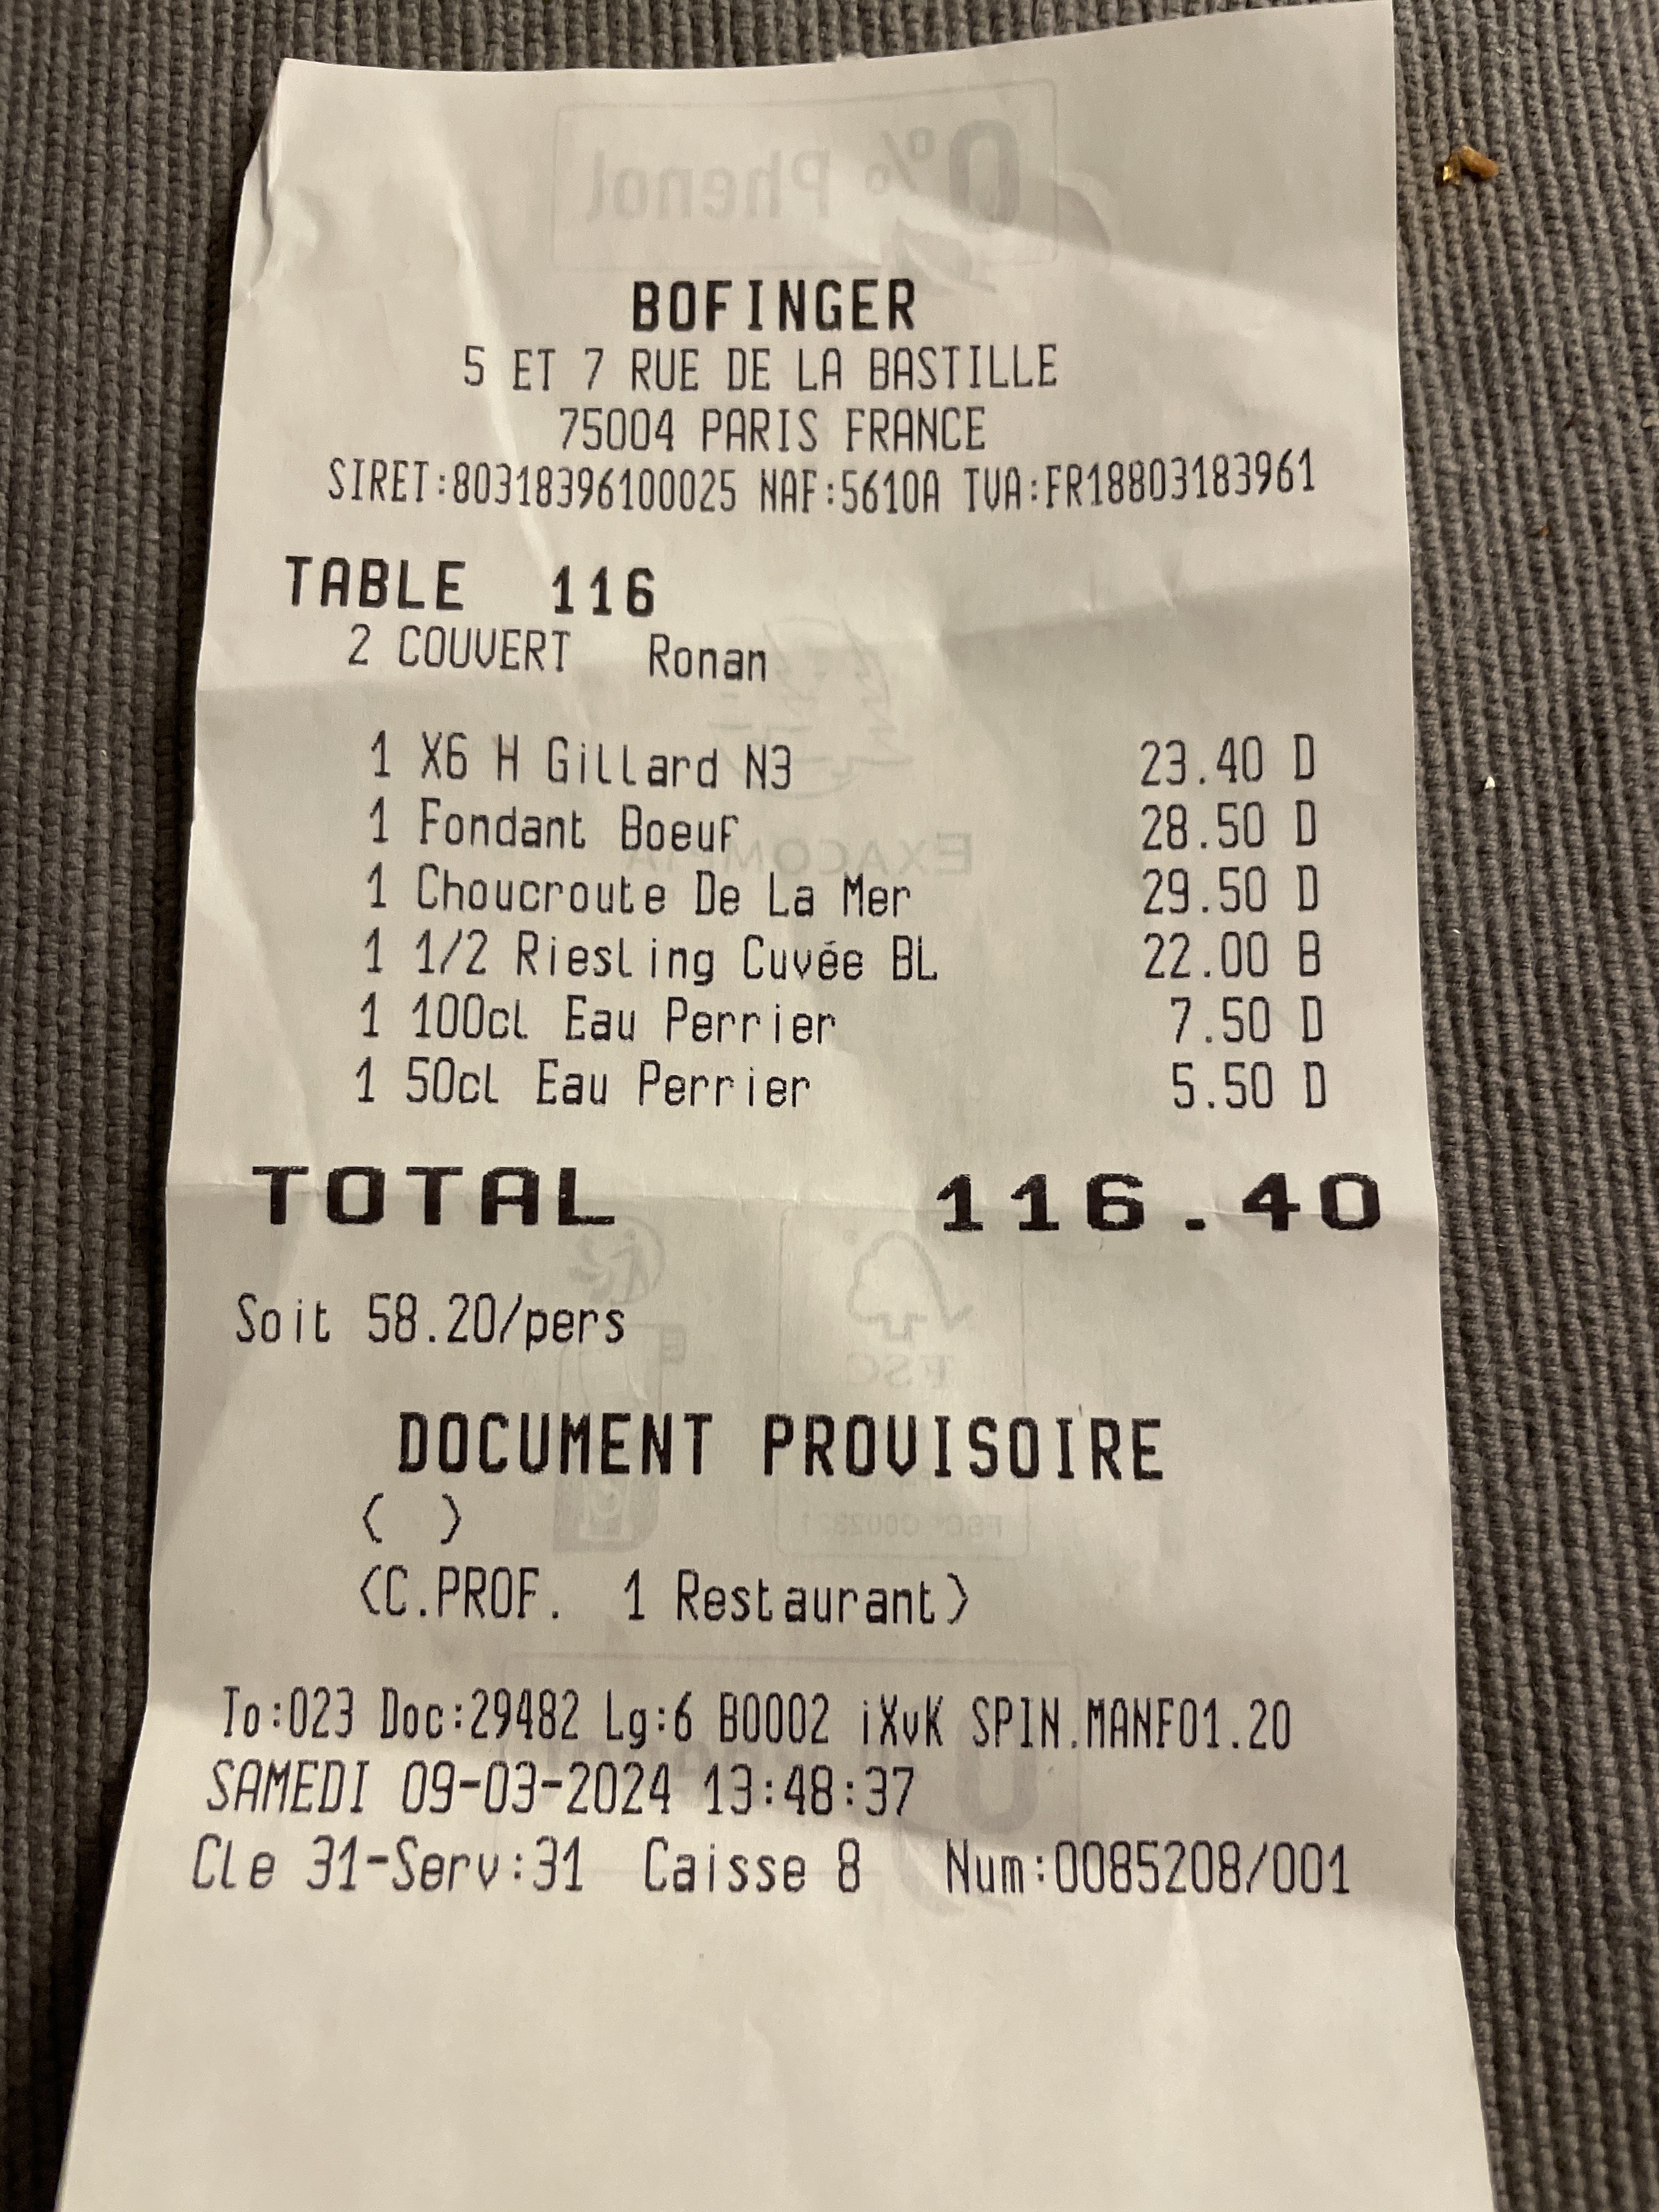 0% Phenol
BOFINGER
5 ET 7 RUE DE LA BASTILLE
75004 PARIS FRANCE
SIRET:80318396100025 NAF:5610A TVA:FR18803183961
TABLE 116
2 COUVERT Ronan
1 X6 H Gillard N3 23.40 D
1 Fondant Boeuf 28.50 D
1 Choucroute De La Mer 29.50 D
EXACOMPTA
1 1/2 Riesling Cuvée BL 22.00 B
1 100cl Eau Perrier 7.50 D
1 50cl Eau Perrier 5.50 D
TOTAL 116.40
Soit 58.20/pers
FSC
DOCUMENT PROVISOIRE
( )
(C.PROF. 1 Restaurant)
To:023 Doc:29482 Lg:6 B0002 iXvK SPIN.MANF01.20
SAMEDI 09-03-2024 13:48:37
Cle 31-Serv:31 Caisse 8 Num:0085208/001